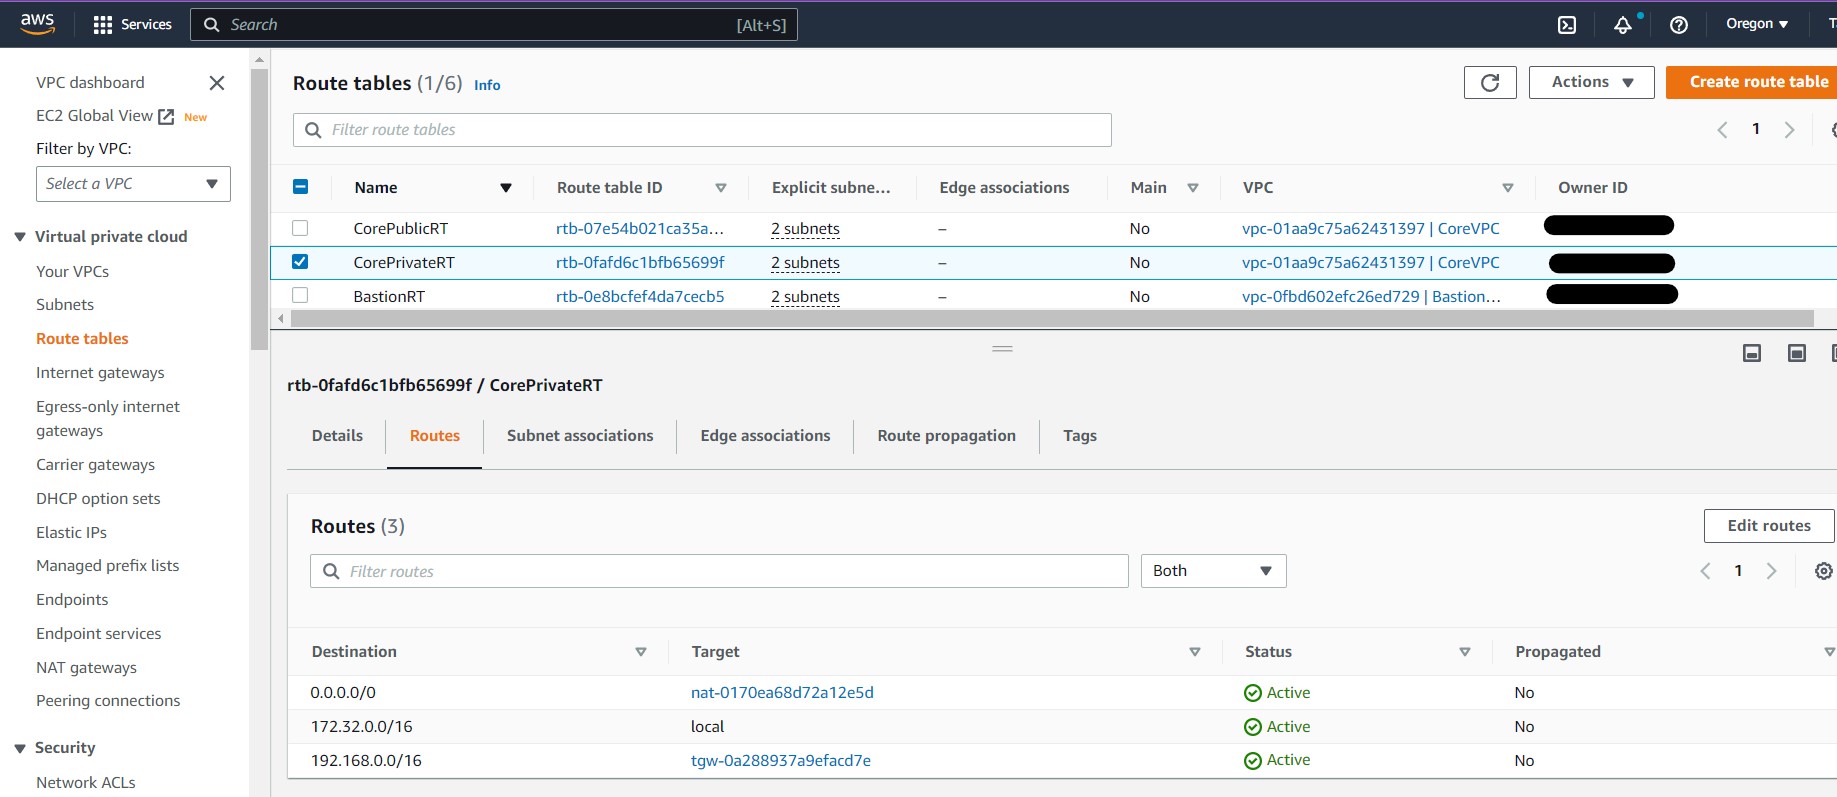 aws Services Search [Alt+S] Oregon
VPC dashboard
EC2 Global View New
Filter by VPC:
Select a VPC
Virtual private cloud
Your VPCs
Subnets
Route tables
Internet gateways
Egress-only internet
gateways
Carrier gateways
DHCP option sets
Elastic IPs
Managed prefix lists
Endpoints
Endpoint services
NAT gateways
Peering connections
Security
Network ACLs
Route tables (1/6) Info
Actions Create route table
Filter route tables
1
Name Route table ID Explicit subne... Edge associations Main VPC Owner ID
CorePublicRT rtb-07e54b021ca35a... 2 subnets – No vpc-01aa9c75a62431397 | CoreVPC
CorePrivateRT rtb-0fafd6c1bfb65699f 2 subnets – No vpc-01aa9c75a62431397 | CoreVPC
BastionRT rtb-0e8bcfef4da7cecb5 2 subnets – No vpc-0fbd602efc26ed729 | Bastion...
rtb-0fafd6c1bfb65699f / CorePrivateRT
Details Routes Subnet associations Edge associations Route propagation Tags
Routes (3)
Edit routes
Filter routes
Both
1
Destination Target Status Propagated
0.0.0.0/0 nat-0170ea68d72a12e5d Active No
172.32.0.0/16 local Active No
192.168.0.0/16 tgw-0a288937a9efacd7e Active No